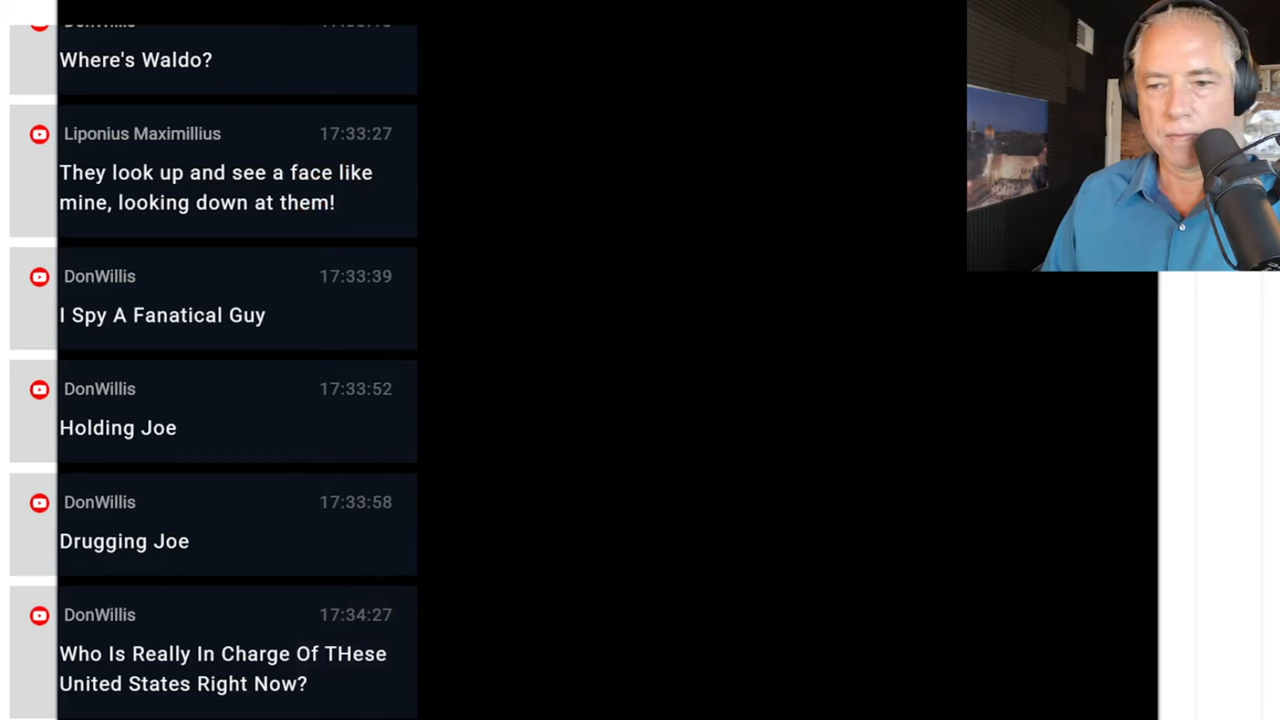 Where's Waldo?
Liponius Maximillius 17:33:27
They look up and see a face like
mine, looking down at them!
DonWillis 17:33:39
I Spy A Fanatical Guy
DonWillis 17:33:52
Holding Joe
DonWillis 17:33:58
Drugging Joe
DonWillis 17:34:27
Who Is Really In Charge Of THese
United States Right Now?